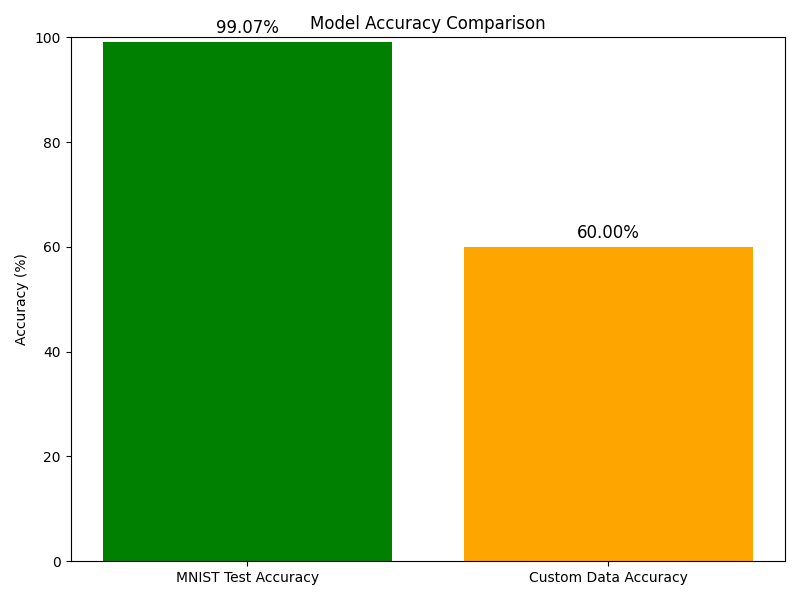 Model Accuracy Comparison
99.07%
60.00%
Accuracy (%)
100
80
60
40
20
0
MNIST Test Accuracy
Custom Data Accuracy